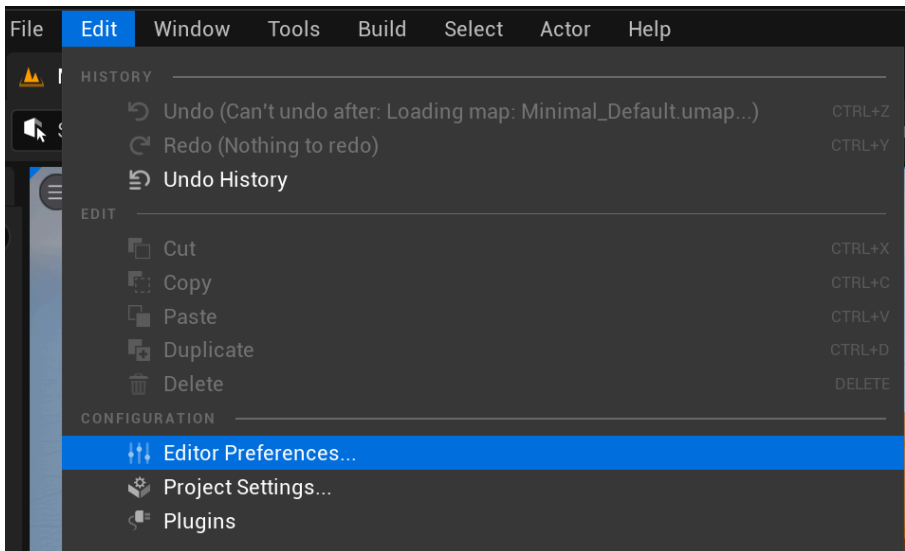 File Edit Window Tools Build Select Actor Help
HISTORY
Undo (Can't undo after: Loading map: Minimal_Default.umap...) CTRL+Z
Redo (Nothing to redo) CTRL+Y
Undo History
EDIT
Cut CTRL+X
Copy CTRL+C
Paste CTRL+V
Duplicate CTRL+D
Delete DELETE
CONFIGURATION
Editor Preferences...
Project Settings...
Plugins